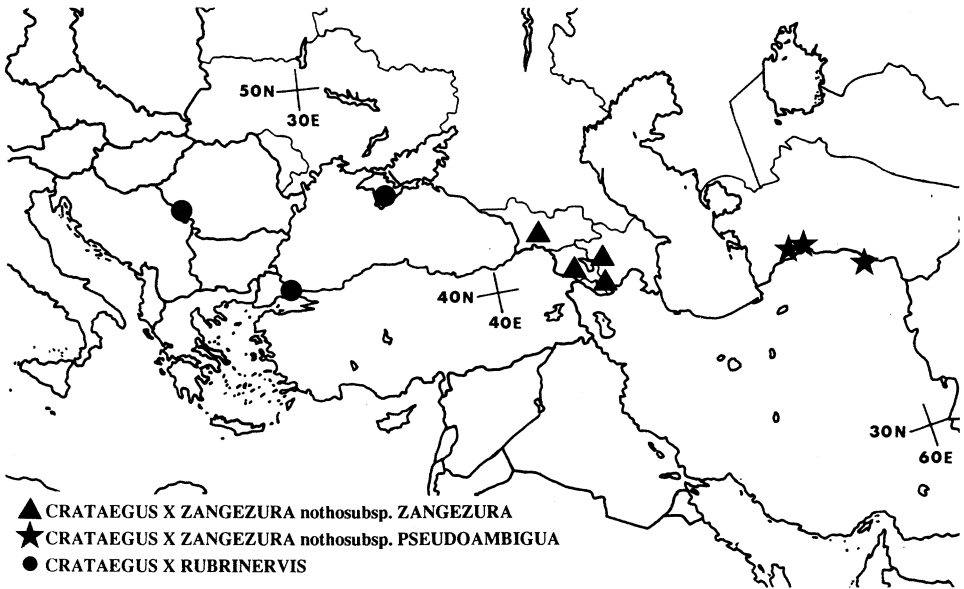 50N
30E
40N
40E
30N
60E
CRATAEGUS X ZANGEZURA nothosubsp. ZANGEZURA
CRATAEGUS X ZANGEZURA nothosubsp. PSEUDOAMBIGUA
CRATAEGUS X RUBRINERVIS